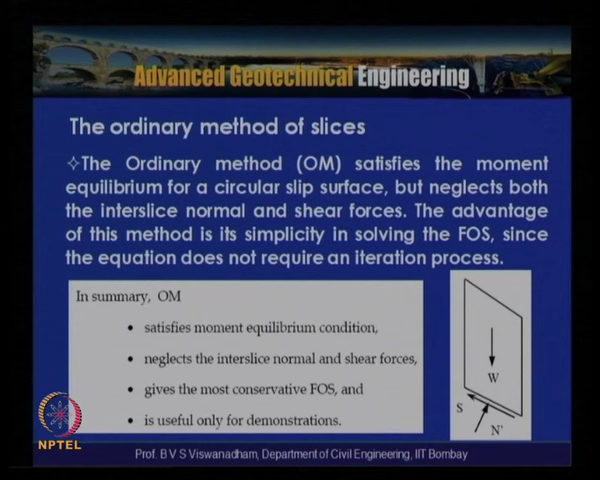 Advanced Geotechnical Engineering
The ordinary method of slices
✧The Ordinary method (OM) satisfies the moment
equilibrium for a circular slip surface, but neglects both
the interslice normal and shear forces. The advantage
of this method is its simplicity in solving the FOS, since
the equation does not require an iteration process.
In summary, OM
• satisfies moment equilibrium condition,
• neglects the interslice normal and shear forces,
• gives the most conservative FOS, and
• is useful only for demonstrations.
W
S
N'
NPTEL
Prof. B V S Viswanadham, Department of Civil Engineering, IIT Bombay